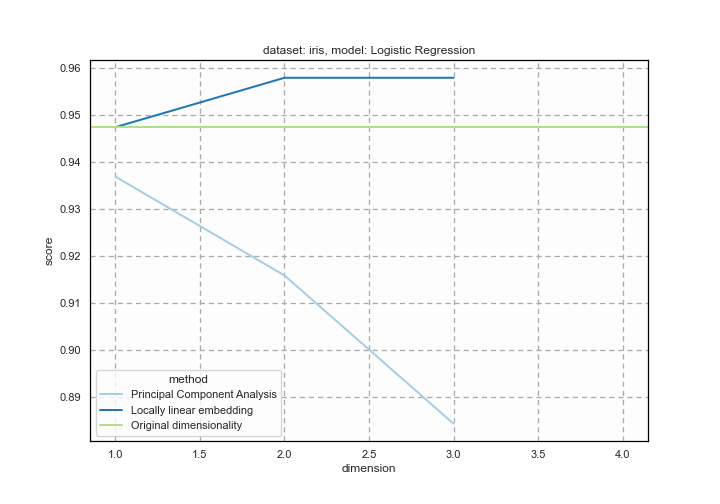 dataset: iris, model: Logistic Regression
0.96
0.95
0.94
0.93
0.92
0.91
0.90
0.89
score
method
Principal Component Analysis
Locally linear embedding
Original dimensionality
1.0 1.5 2.0 2.5 3.0 3.5 4.0
dimension